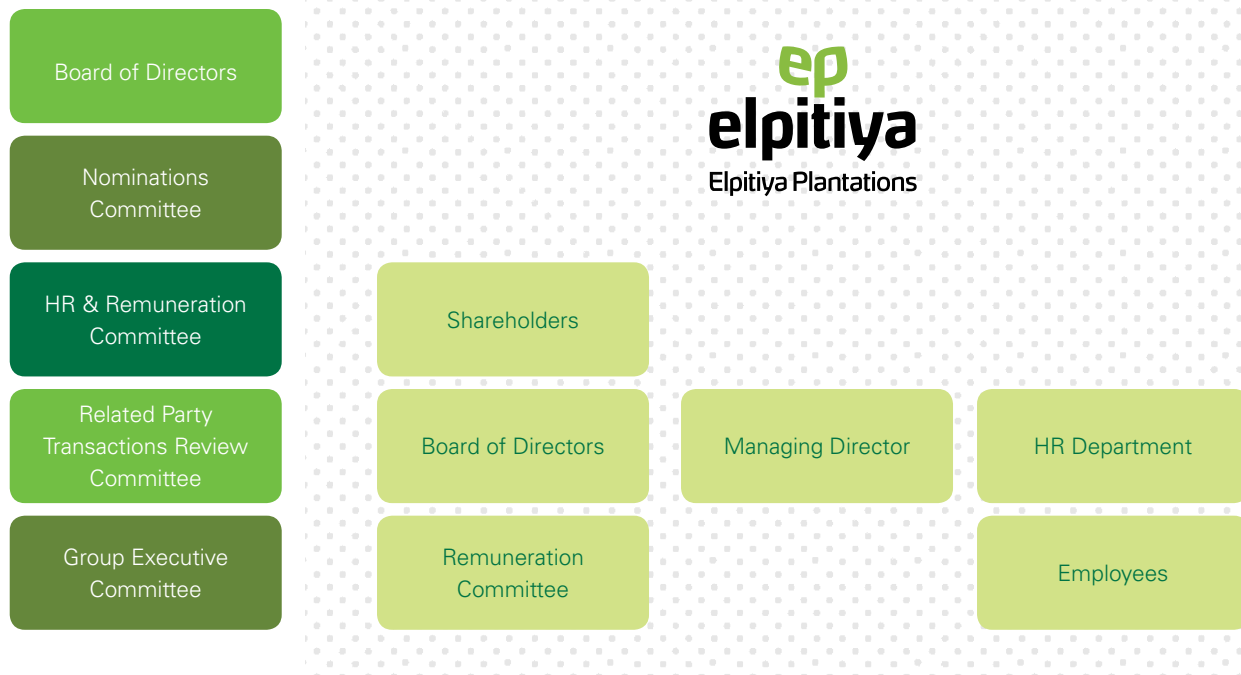 Board of Directors
Nominations
Committee
HR & Remuneration
Committee
Related Party
Transactions Review
Committee
Group Executive
Committee
ep
elpitiya
Elpitiya Plantations
Shareholders
Board of Directors
Managing Director
HR Department
Remuneration
Committee
Employees